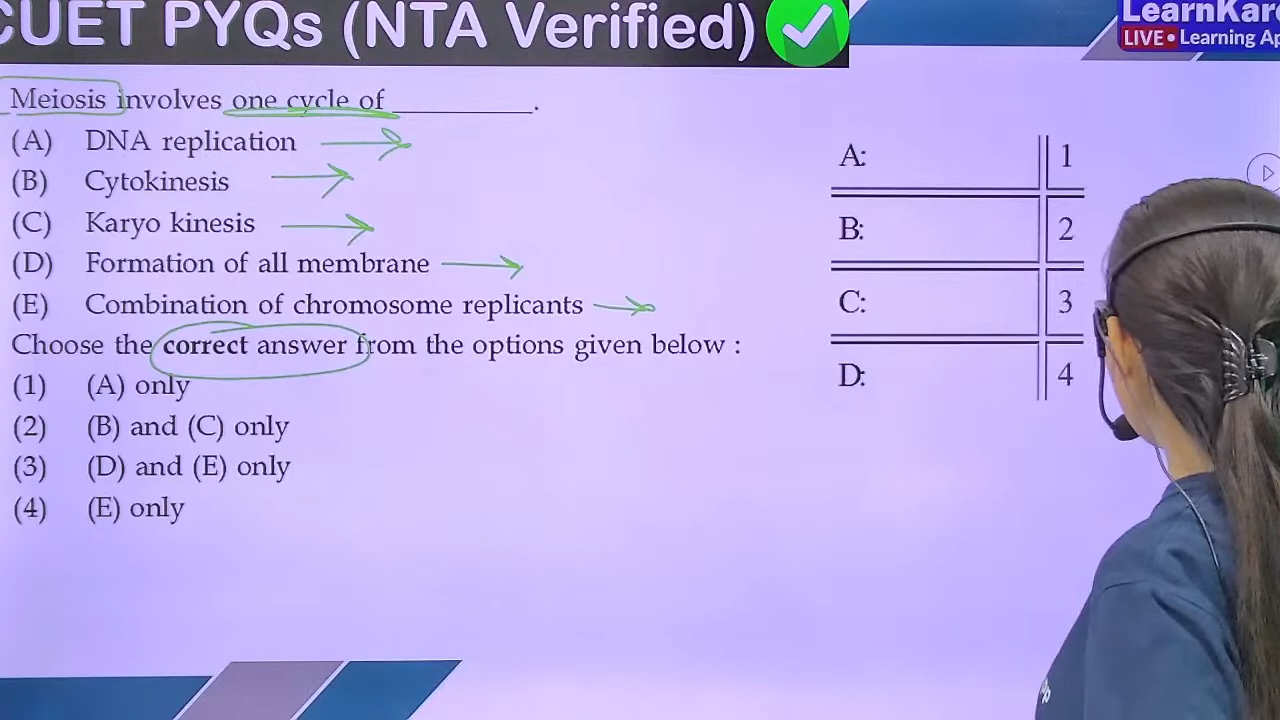 CUET PYQs (NTA Verified)
LearnKaro
LIVE • Learning Ap
Meiosis involves one cycle of __________.
(A) DNA replication
(B) Cytokinesis
(C) Karyo kinesis
(D) Formation of all membrane
(E) Combination of chromosome replicants
Choose the correct answer from the options given below :
(1) (A) only
(2) (B) and (C) only
(3) (D) and (E) only
(4) (E) only
A: 1
B: 2
C: 3
D: 4